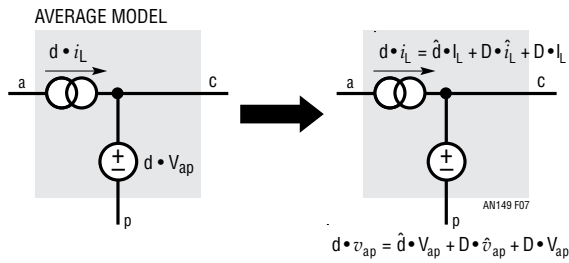 AVERAGE MODEL
d • i_L
a
c
+
−
d • V_ap
p
d • i_L = d̂ • I_L + D • î_L + D • I_L
a
c
+
−
AN149 F07
p
d • v_ap = d̂ • V_ap + D • v̂_ap + D • V_ap